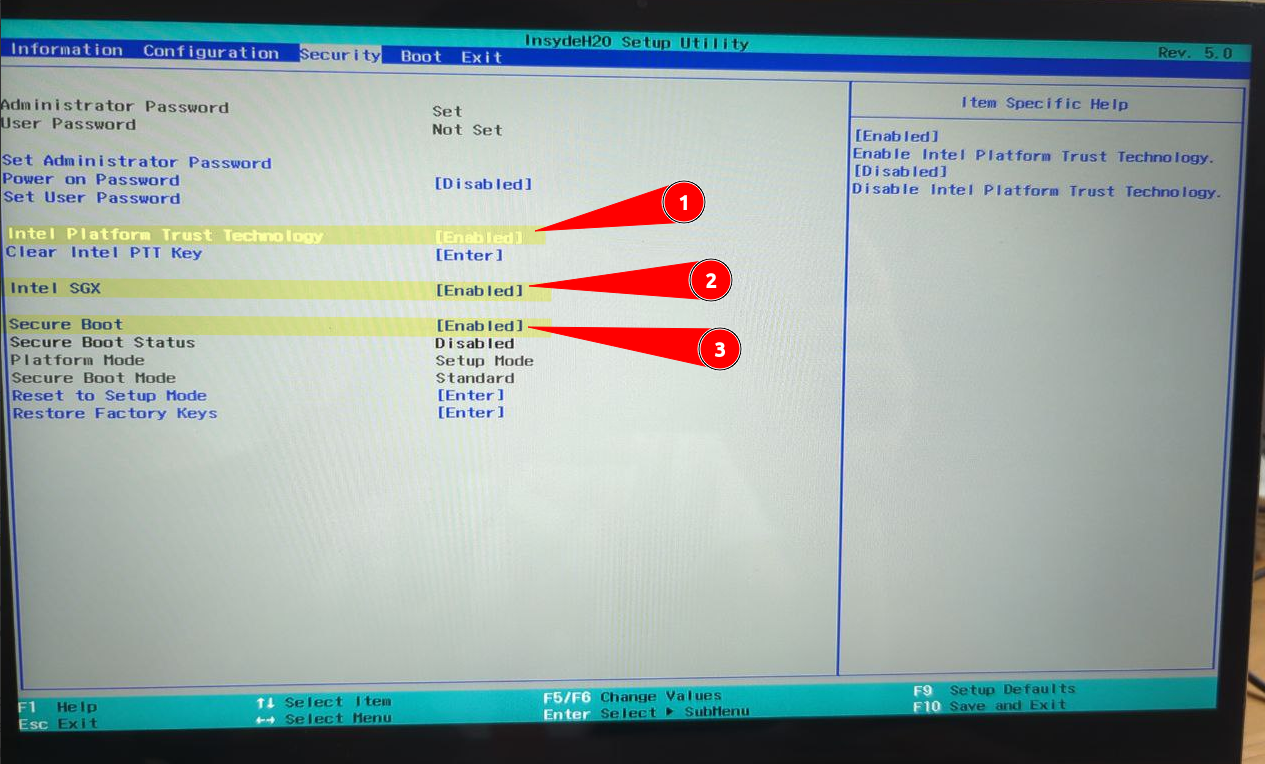 InsydeH20 Setup Utility
Rev. 5.0
Information Configuration Security Boot Exit
Administrator Password Set
User Password Not Set
Set Administrator Password
Power on Password [Disabled]
Set User Password
Intel Platform Trust Technology [Enabled]
Clear Intel PTT Key [Enter]
Intel SGX [Enabled]
Secure Boot [Enabled]
Secure Boot Status Disabled
Platform Mode Setup Mode
Secure Boot Mode Standard
Reset to Setup Mode [Enter]
Restore Factory Keys [Enter]
1
2
3
Item Specific Help
[Enabled]
Enable Intel Platform Trust Technology.
[Disabled]
Disable Intel Platform Trust Technology.
F1 Help ↑↓ Select Item F5/F6 Change Values F9 Setup Defaults
Esc Exit ←→ Select Menu Enter Select ▶ SubMenu F10 Save and Exit